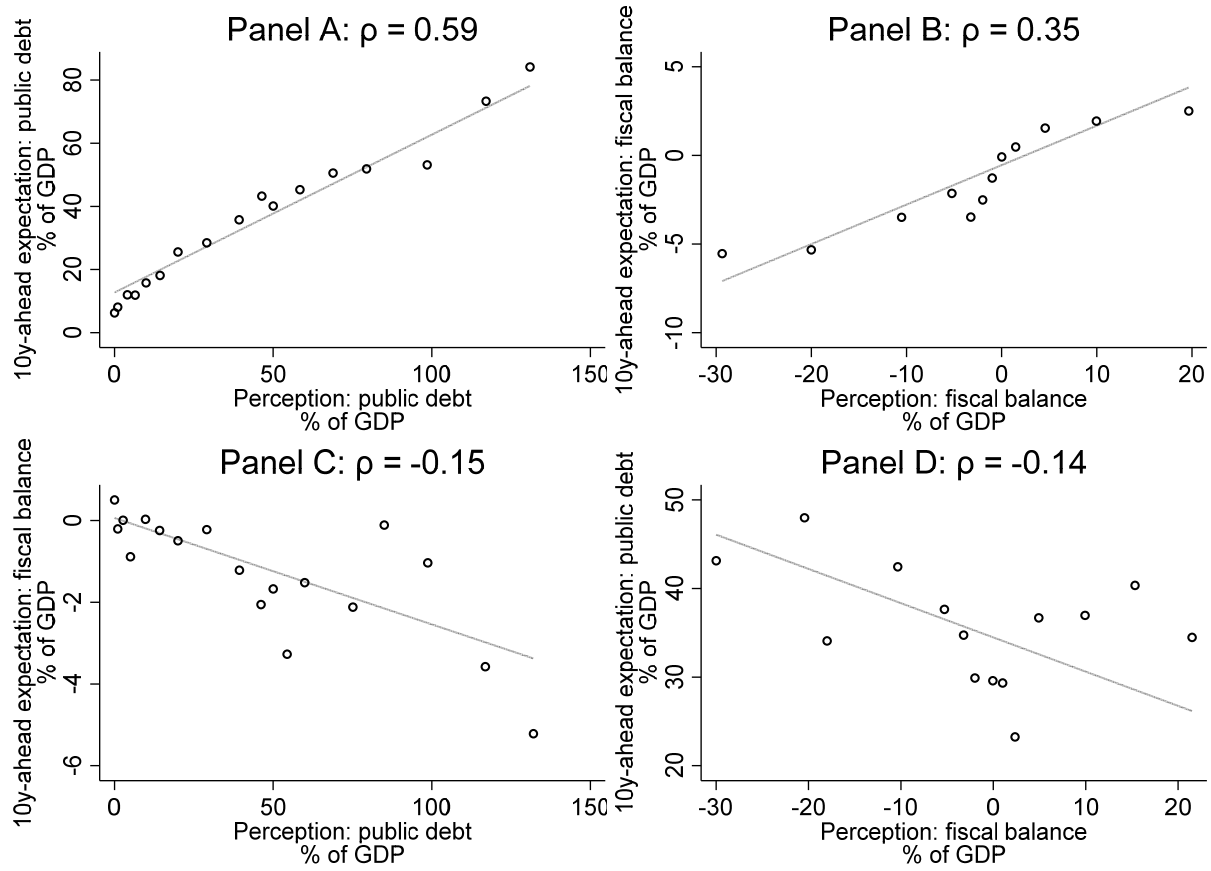 Panel A: ρ = 0.59
10y-ahead expectation: public debt
% of GDP
80
60
40
20
0
0 50 100 150
Perception: public debt
% of GDP
Panel B: ρ = 0.35
10y-ahead expectation: fiscal balance
% of GDP
5
0
-5
-10
-30 -20 -10 0 10 20
Perception: fiscal balance
% of GDP
Panel C: ρ = -0.15
10y-ahead expectation: fiscal balance
% of GDP
0
-2
-4
-6
0 50 100 150
Perception: public debt
% of GDP
Panel D: ρ = -0.14
10y-ahead expectation: public debt
% of GDP
50
40
30
20
-30 -20 -10 0 10 20
Perception: fiscal balance
% of GDP